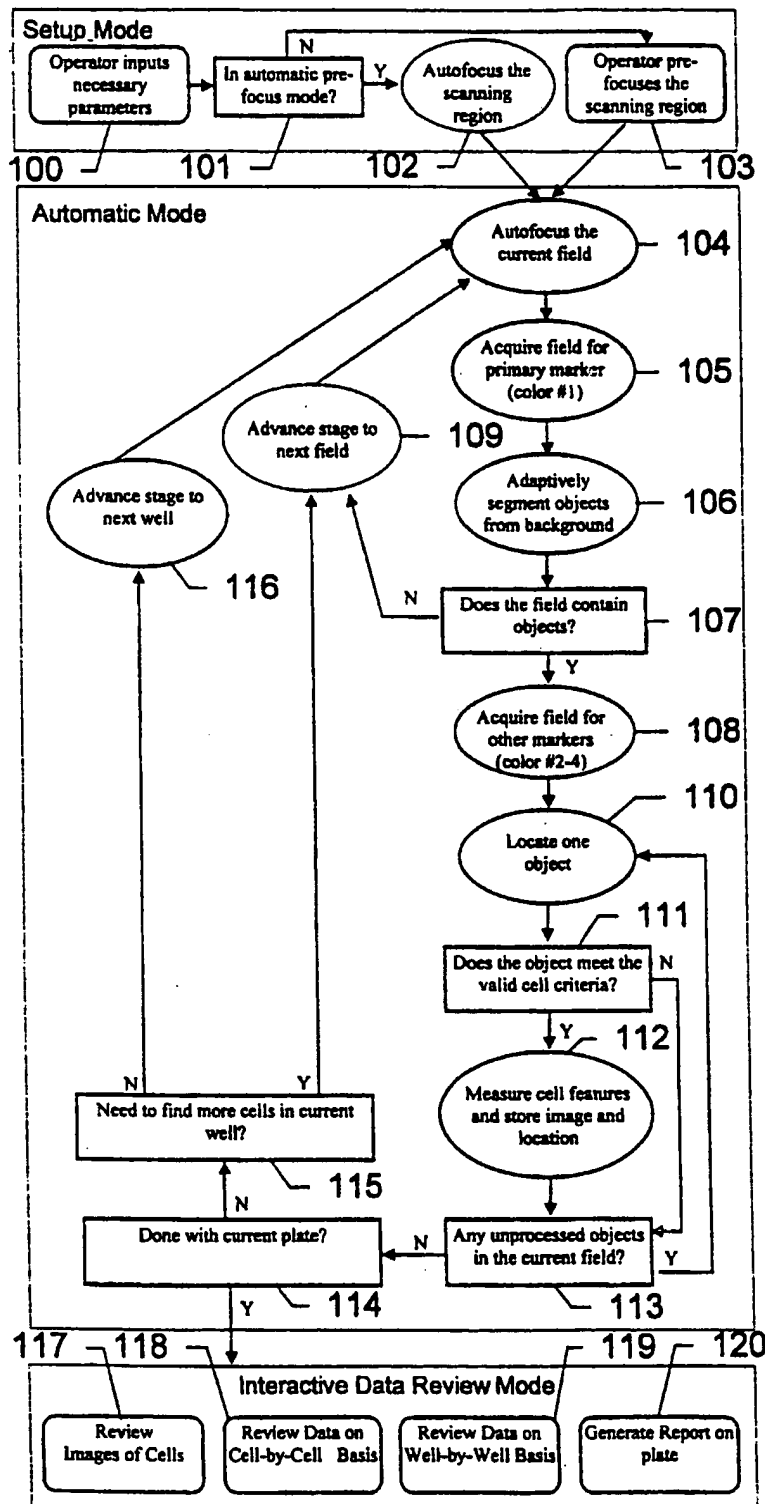 Setup Mode
Operator inputs
necessary
parameters
In automatic pre-
focus mode?
N
Y
Autofocus the
scanning
region
Operator pre-
focuses the
scanning region
100
101
102
103
Automatic Mode
Autofocus the
current field
104
Acquire field for
primary marker
(color #1)
105
Advance stage to
next field
109
Adaptively
segment objects
from background
106
Advance stage to
next well
116
N
Does the field contain
objects?
107
Y
Acquire field for
other markers
(color #2-4)
108
110
Locate one
object
111
Does the object meet the
valid cell criteria?
N
Y
112
Measure cell features
and store image and
location
N
Y
Need to find more cells in current
well?
115
N
Done with current plate?
N
Any unprocessed objects
in the current field?
Y
114
113
Y
117
118
119
120
Interactive Data Review Mode
Review
Images of Cells
Review Data on
Cell-by-Cell Basis
Review Data on
Well-by-Well Basis
Generate Report on
plate